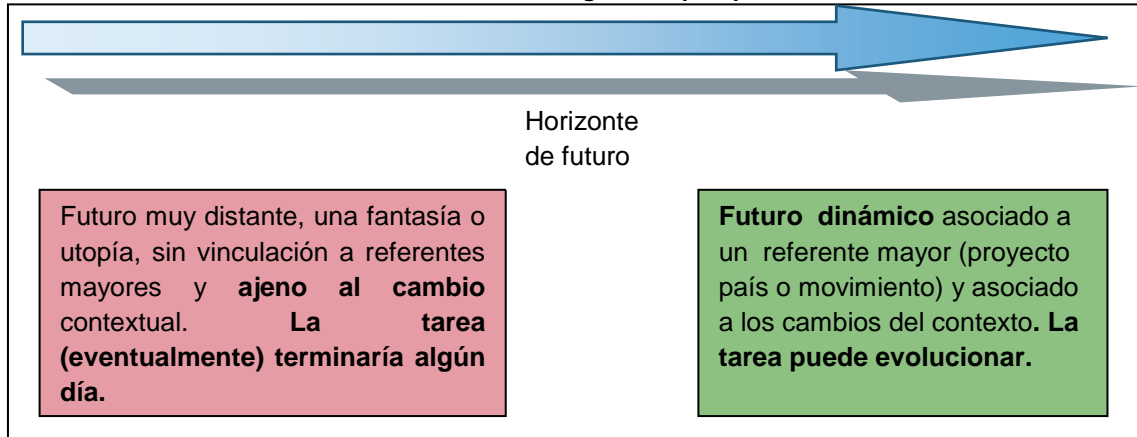 Horizonte
de futuro
Futuro muy distante, una fantasía o
utopía, sin vinculación a referentes
mayores y ajeno al cambio
contextual. La tarea
(eventualmente) terminaría algún
día.
Futuro dinámico asociado a
un referente mayor (proyecto
país o movimiento) y asociado
a los cambios del contexto. La
tarea puede evolucionar.